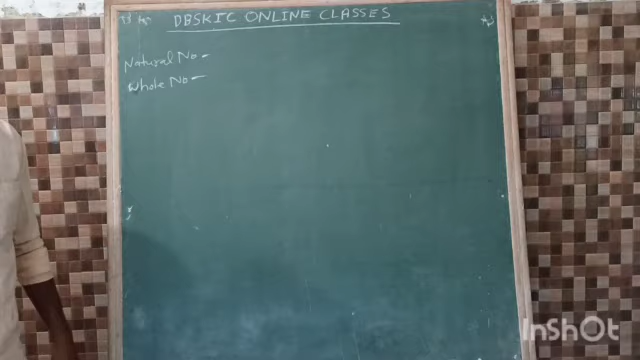 DBSKIC ONLINE CLASSES
Natural No -
Whole No -
InShOt